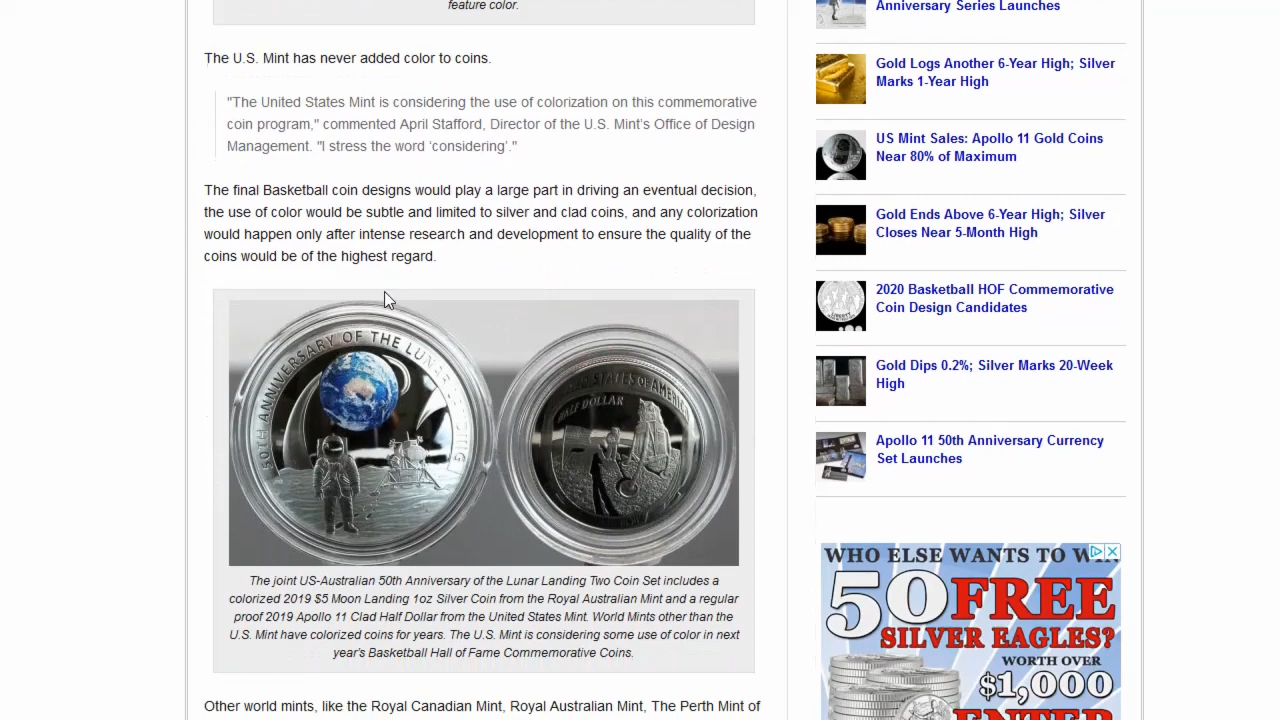 feature color.
The U.S. Mint has never added color to coins.
"The United States Mint is considering the use of colorization on this commemorative
coin program," commented April Stafford, Director of the U.S. Mint's Office of Design
Management. "I stress the word ‘considering’."
The final Basketball coin designs would play a large part in driving an eventual decision,
the use of color would be subtle and limited to silver and clad coins, and any colorization
would happen only after intense research and development to ensure the quality of the
coins would be of the highest regard.
50TH ANNIVERSARY OF THE LUNAR LANDING
UNITED STATES OF AMERICA
HALF DOLLAR
The joint US-Australian 50th Anniversary of the Lunar Landing Two Coin Set includes a
colorized 2019 $5 Moon Landing 1oz Silver Coin from the Royal Australian Mint and a regular
proof 2019 Apollo 11 Clad Half Dollar from the United States Mint. World Mints other than the
U.S. Mint have colorized coins for years. The U.S. Mint is considering some use of color in next
year's Basketball Hall of Fame Commemorative Coins.
Other world mints, like the Royal Canadian Mint, Royal Australian Mint, The Perth Mint of
Anniversary Series Launches
Gold Logs Another 6-Year High; Silver
Marks 1-Year High
US Mint Sales: Apollo 11 Gold Coins
Near 80% of Maximum
Gold Ends Above 6-Year High; Silver
Closes Near 5-Month High
2020 Basketball HOF Commemorative
Coin Design Candidates
Gold Dips 0.2%; Silver Marks 20-Week
High
Apollo 11 50th Anniversary Currency
Set Launches
WHO ELSE WANTS TO WIN
50 FREE
SILVER EAGLES?
WORTH OVER
$1,000
ENTER